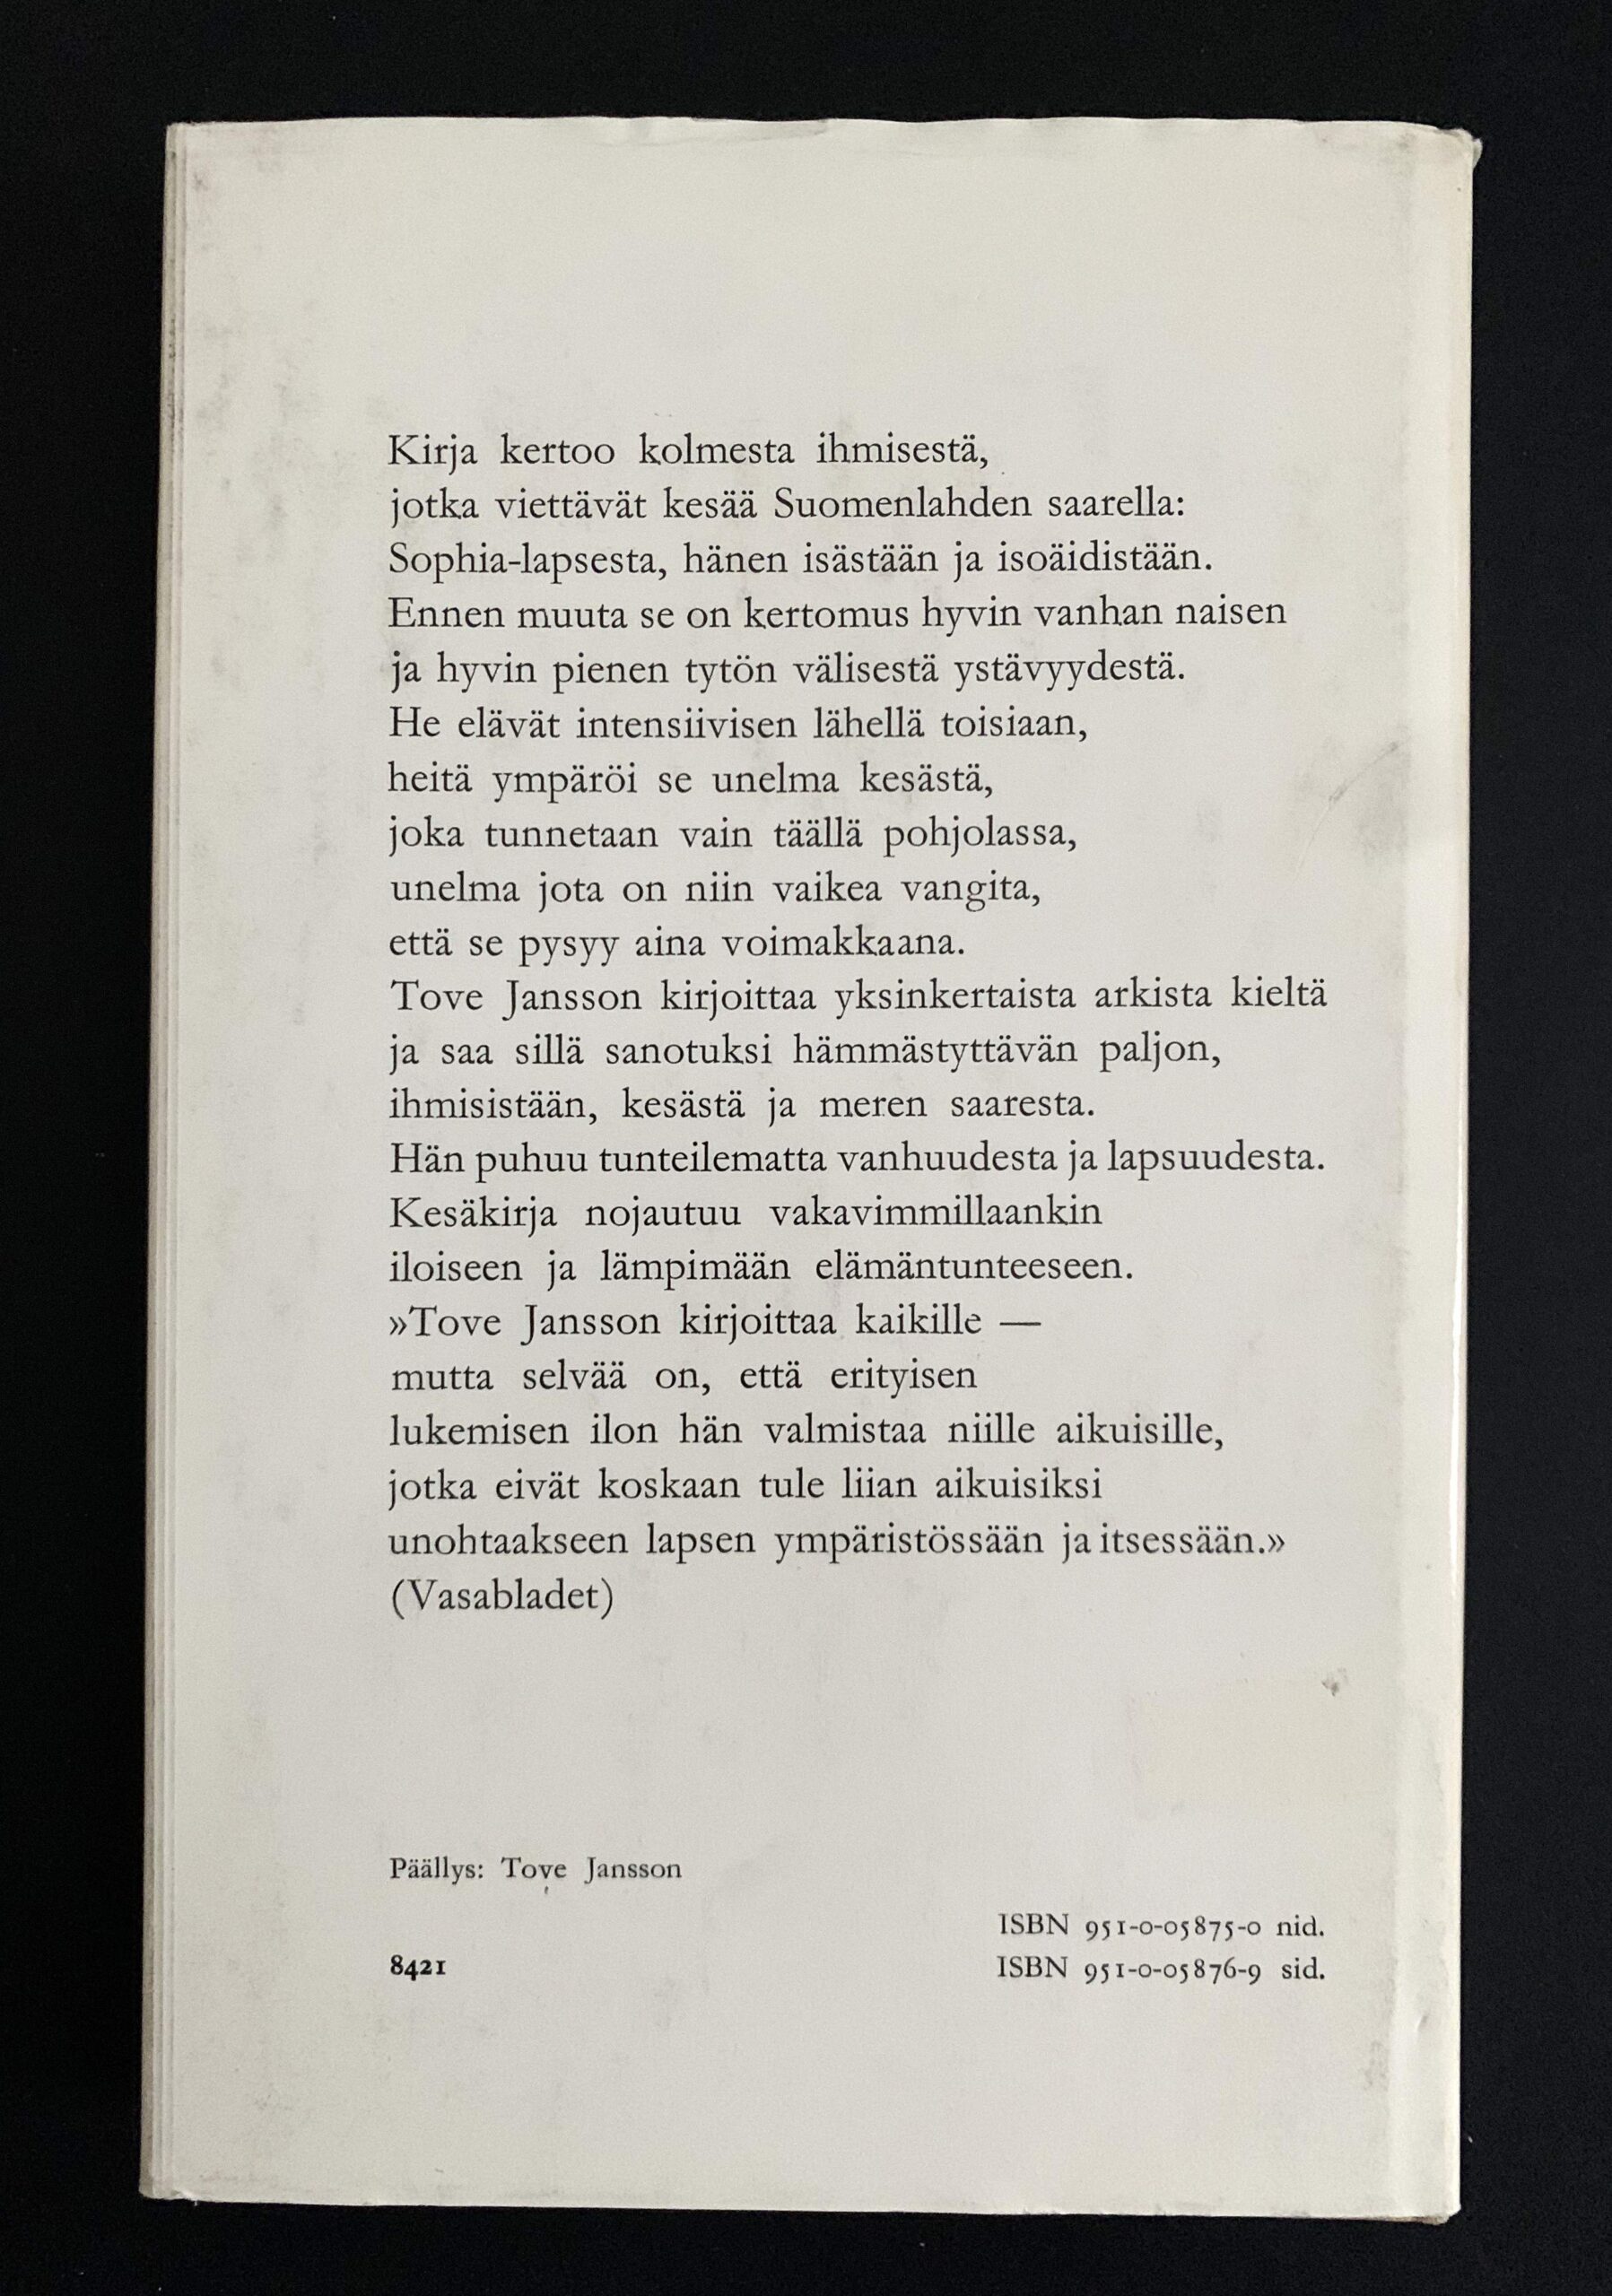 Kirja kertoo kolmesta ihmisestä,
jotka viettävät kesää Suomenlahden saarella:
Sophia-lapsesta, hänen isästään ja isoäidistään.
Ennen muuta se on kertomus hyvin vanhan naisen
ja hyvin pienen tytön välisestä ystävyydestä.
He elävät intensiivisen lähellä toisiaan,
heitä ympäröi se unelma kesästä,
joka tunnetaan vain täällä pohjolassa,
unelma jota on niin vaikea vangita,
että se pysyy aina voimakkaana.
Tove Jansson kirjoittaa yksinkertaista arkista kieltä
ja saa sillä sanotuksi hämmästyttävän paljon,
ihmisistään, kesästä ja meren saaresta.
Hän puhuu tunteilematta vanhuudesta ja lapsuudesta.
Kesäkirja nojautuu vakavimmillaankin
iloiseen ja lämpimään elämäntunteeseen.
»Tove Jansson kirjoittaa kaikille —
mutta selvää on, että erityisen
lukemisen ilon hän valmistaa niille aikuisille,
jotka eivät koskaan tule liian aikuisiksi
unohtaakseen lapsen ympäristössään ja itsessään.»
(Vasabladet)
Päällys: Tove Jansson
ISBN 951-0-05875-0 nid.
8421
ISBN 951-0-05876-9 sid.